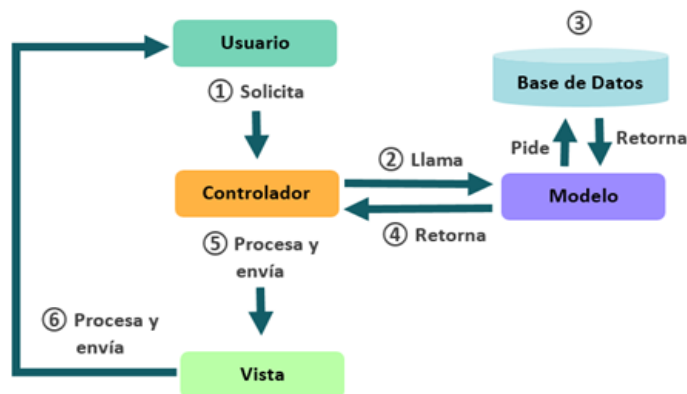 ③
Usuario
① Solicita
Base de Datos
Pide
Retorna
② Llama
Controlador
Modelo
④ Retorna
⑤ Procesa y
envía
⑥ Procesa y
envía
Vista